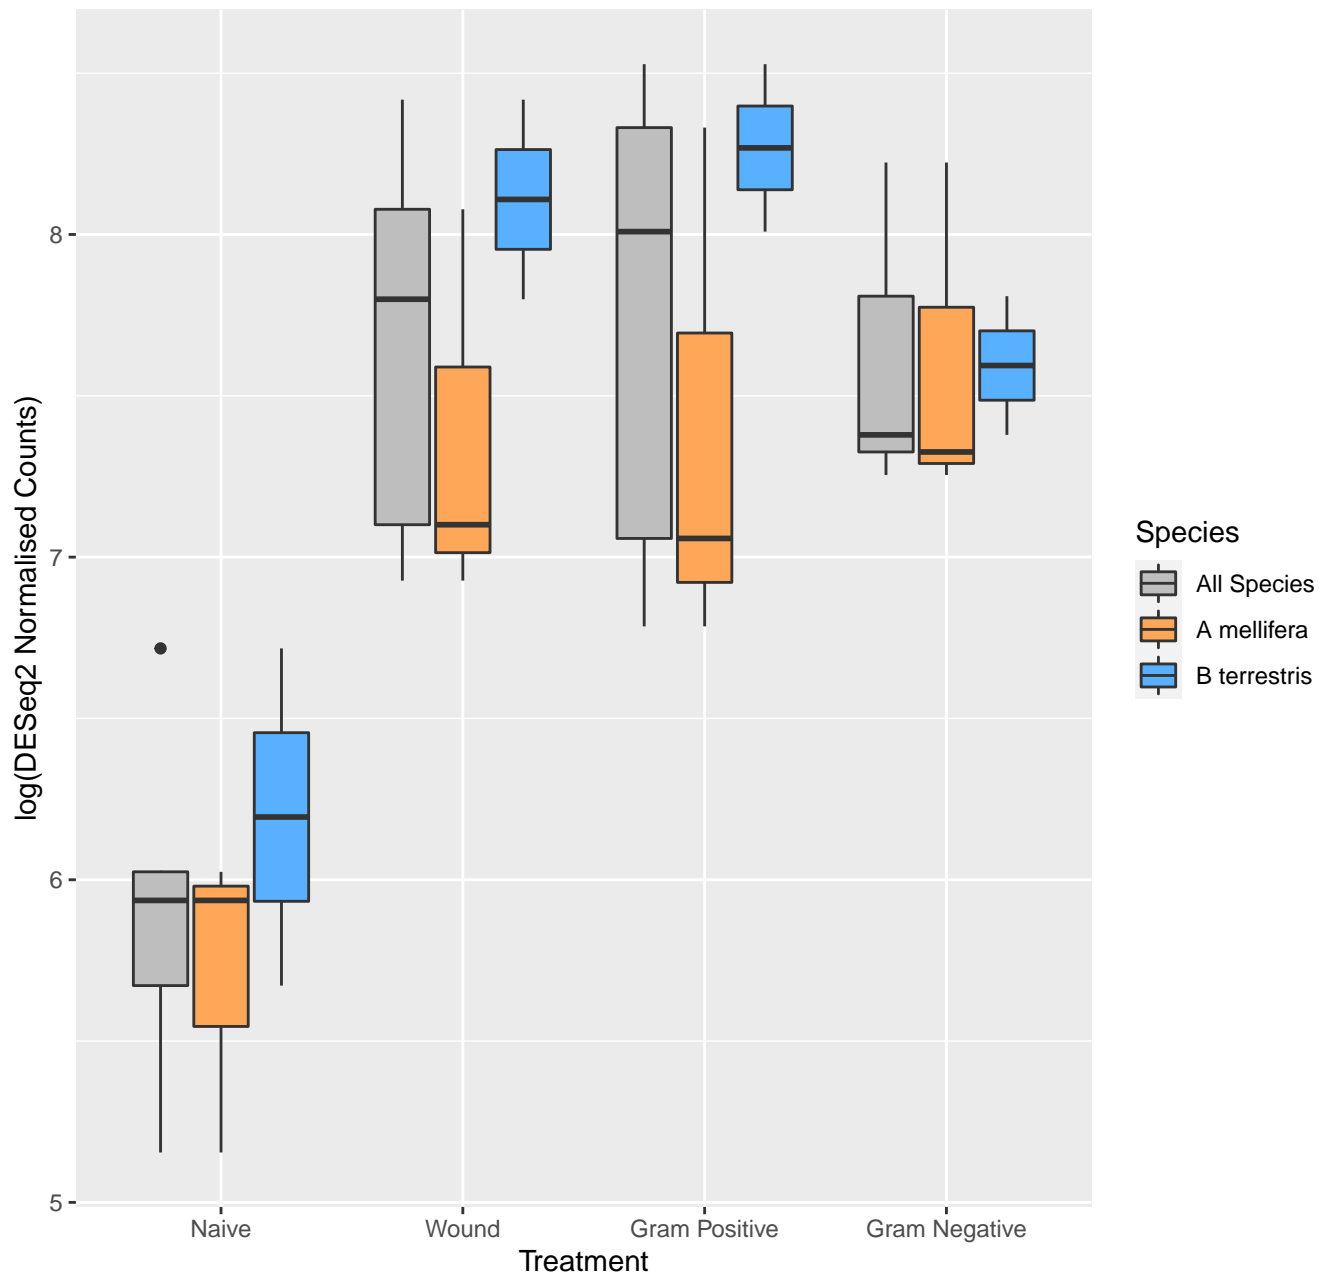 log(DESeq2 Normalised Counts)
8
7
6
5
Naive Wound Gram Positive Gram Negative
Treatment
Species
All Species
A mellifera
B terrestris